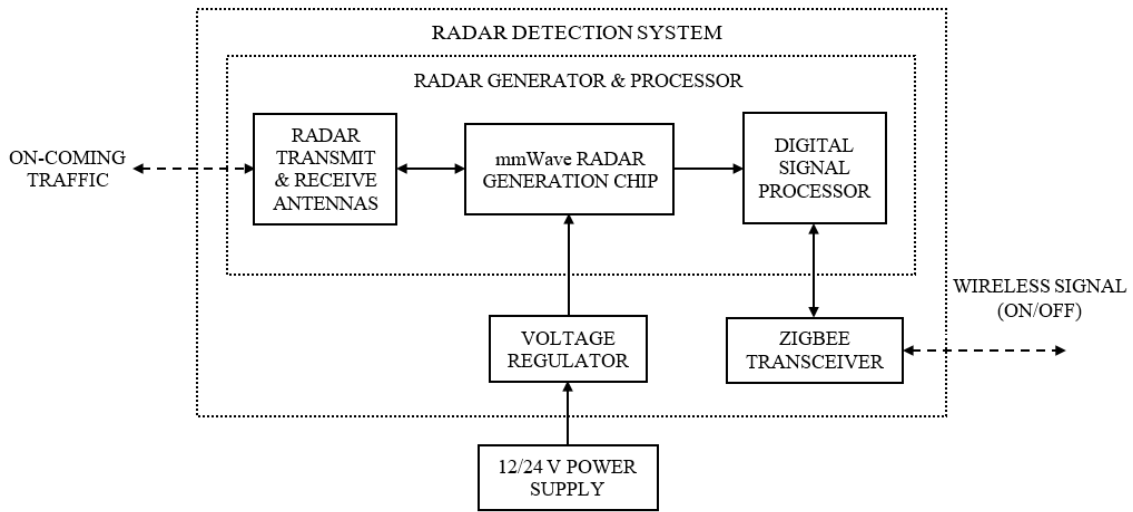 RADAR DETECTION SYSTEM
RADAR GENERATOR & PROCESSOR
ON-COMING
TRAFFIC
RADAR
TRANSMIT
& RECEIVE
ANTENNAS
mmWave RADAR
GENERATION CHIP
DIGITAL
SIGNAL
PROCESSOR
WIRELESS SIGNAL
(ON/OFF)
VOLTAGE
REGULATOR
ZIGBEE
TRANSCEIVER
12/24 V POWER
SUPPLY